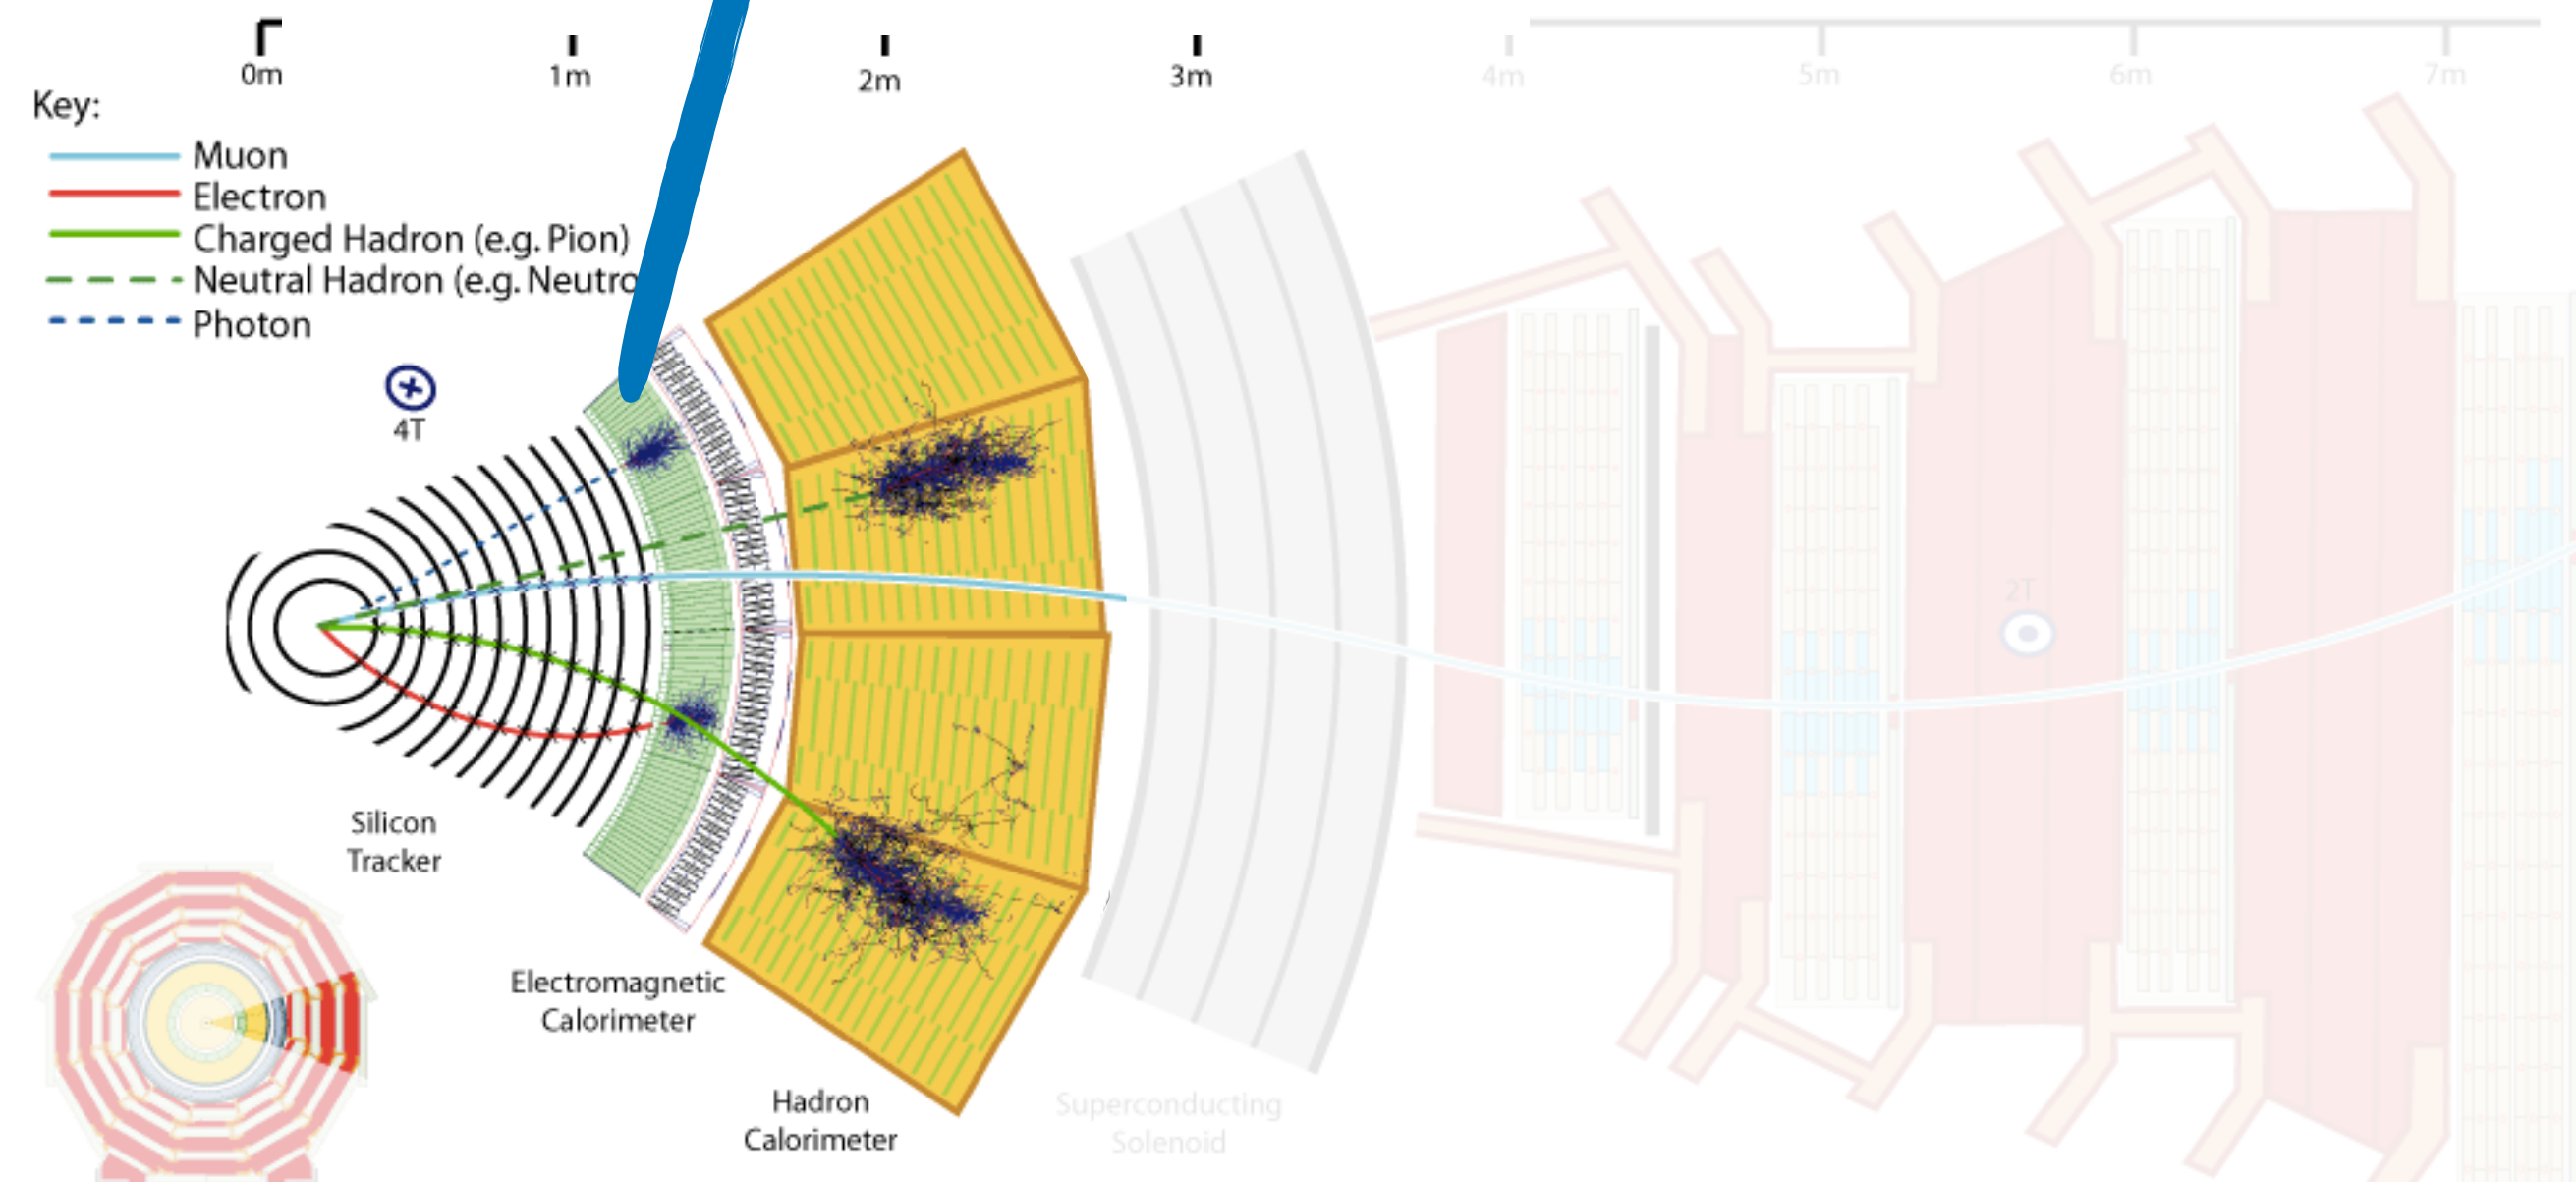 0m 1m 2m 3m 4m 5m 6m 7m
Key:
Muon
Electron
Charged Hadron (e.g. Pion)
Neutral Hadron (e.g. Neutro
Photon
4T
2T
Silicon
Tracker
Electromagnetic
Calorimeter
Hadron
Calorimeter
Superconducting
Solenoid